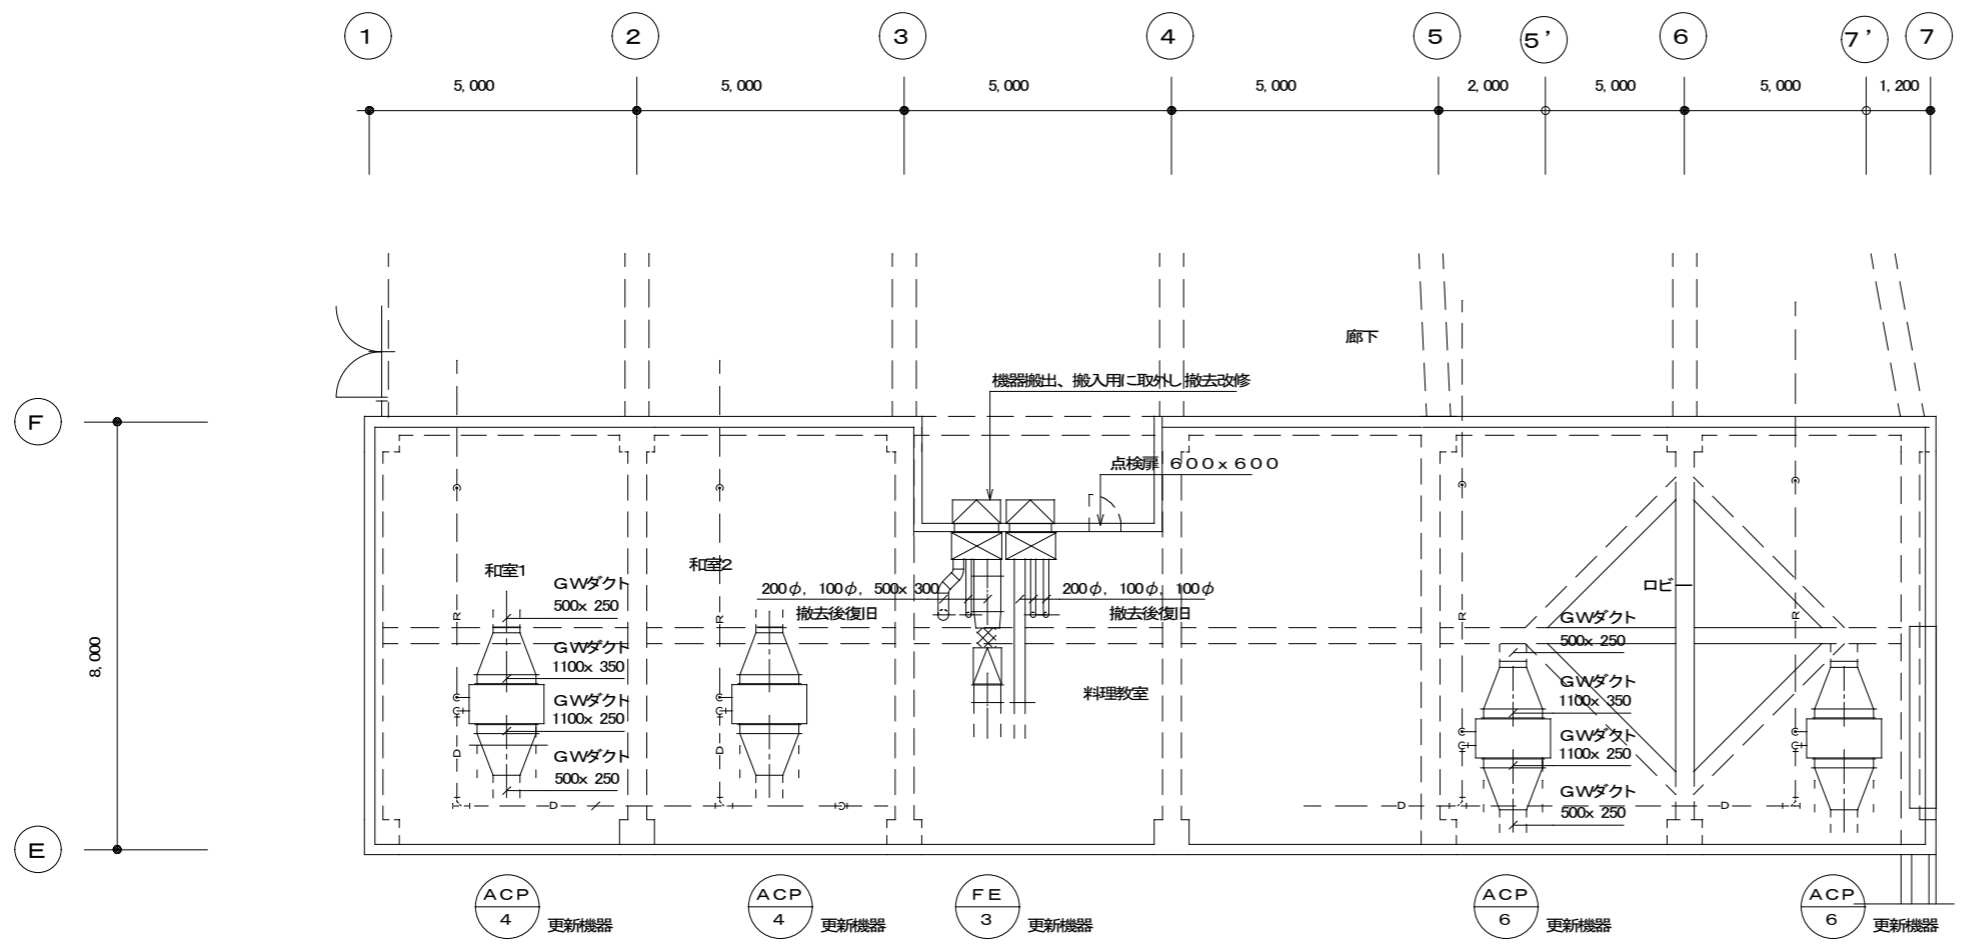 1 2 3 4 5 5' 6 7' 7
5,000 5,000 5,000 5,000 2,000 5,000 5,000 1,200
廊下
機器搬出、搬入用に取外し撤去改修
F
点検扉 600x600
和室1
和室2
GWダクト
500x 250
200φ, 100φ, 500x 300
撤去後復旧
200φ, 100φ, 100φ
撤去後復旧
ロビー
R R R R
GWダクト
500x 250
8,000
GWダクト
1100x 350
料理教室
GWダクト
1100x 350
GWダクト
1100x 250
GWダクト
1100x 250
D D
GWダクト
500x 250
GWダクト
500x 250
D D D
E
ACP
4
更新機器
ACP
4
更新機器
FE
3
更新機器
ACP
6
更新機器
ACP
6
更新機器